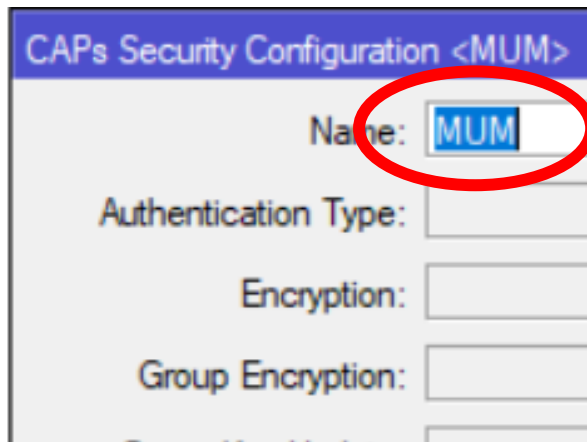 CAPs Security Configuration <MUM>
Name: MUM
Authentication Type:
Encryption:
Group Encryption: